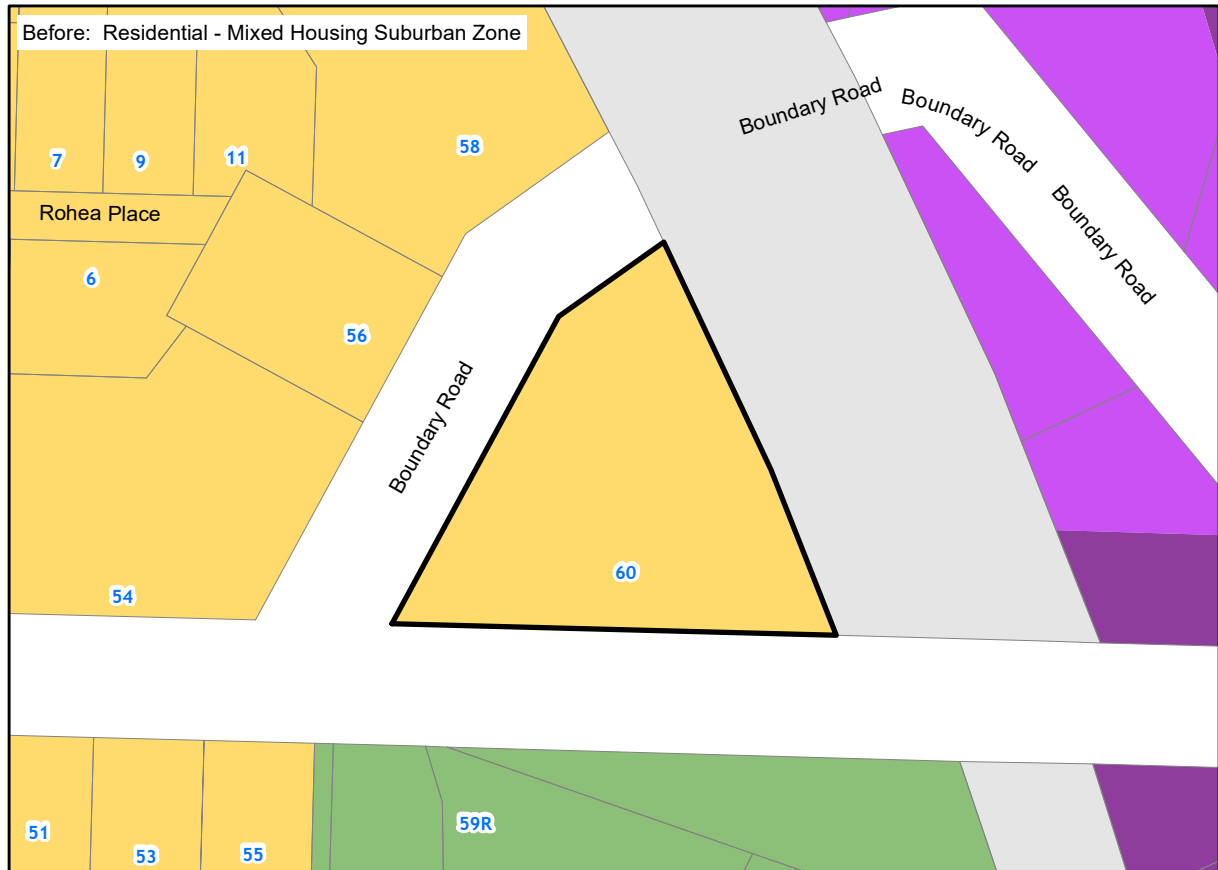 Before:  Residential - Mixed Housing Suburban Zone
Boundary Road
Boundary Road
58
7
9
11
Boundary Road
Rohea Place
6
56
Boundary Road
60
54
59R
51
53
55